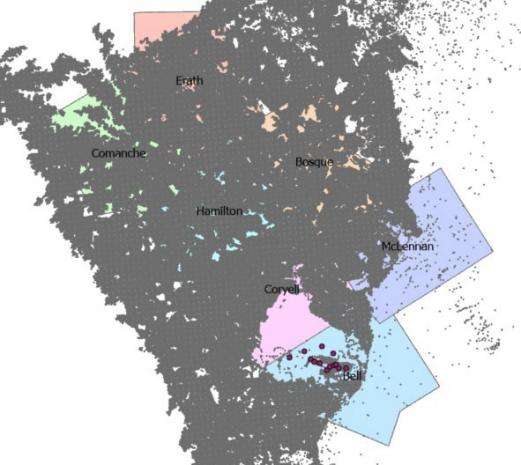 Erath
Comanche
Bosque
Hamilton
McLennan
Coryell
Bell